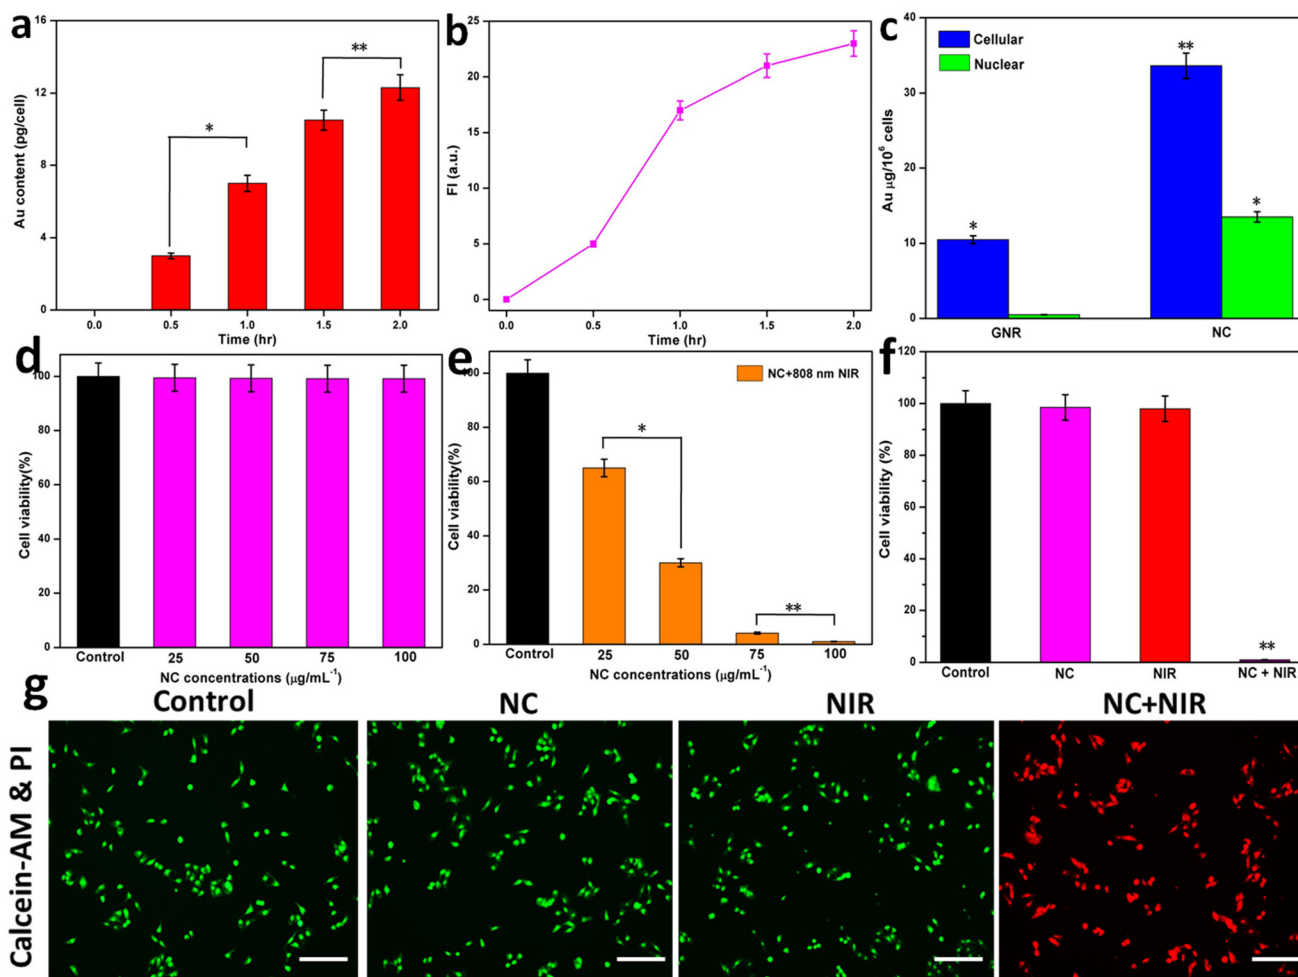 a
16
12
8
4
0
Au content (pg/cell)
*
**
0.0 0.5 1.0 1.5 2.0
Time (hr)
b
25
20
15
10
5
0
FI (a.u.)
0.0 0.5 1.0 1.5 2.0
Time (hr)
c
40
30
20
10
0
Au µg/10⁶ cells
Cellular
Nuclear
*
**
*
GNR NC
d
100
80
60
40
20
0
Cell viability(%)
Control 25 50 75 100
NC concentrations (µg/mL⁻¹)
e
100
80
60
40
20
0
Cell viability(%)
NC+808 nm NIR
*
**
Control 25 50 75 100
NC concentrations (µg/mL⁻¹)
f
120
100
80
60
40
20
0
Cell viability (%)
**
Control NC NIR NC + NIR
g
Control NC NIR NC+NIR
Calcein-AM & PI